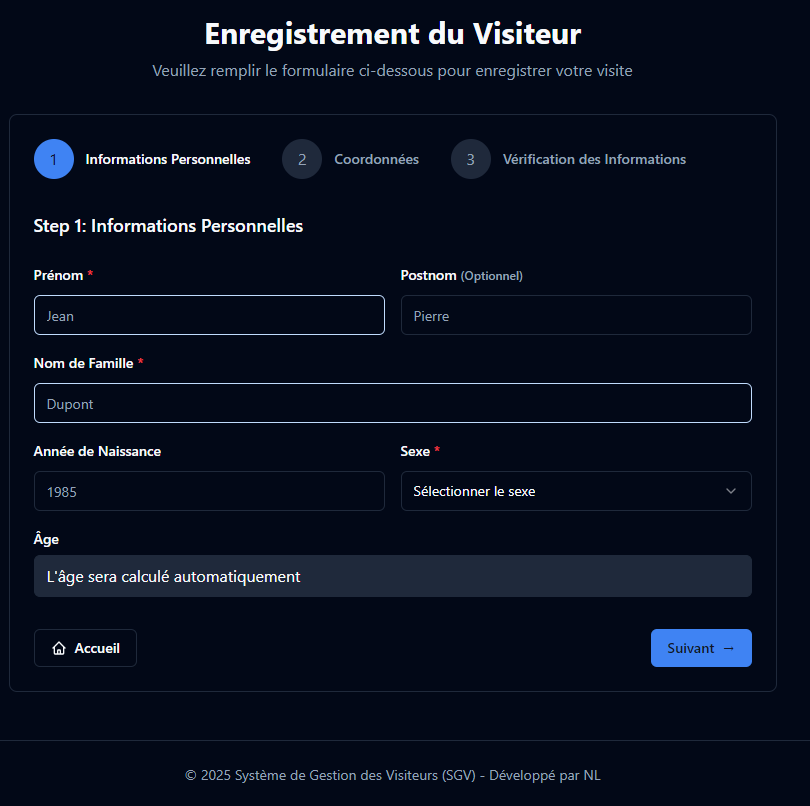 Enregistrement du Visiteur
Veuillez remplir le formulaire ci-dessous pour enregistrer votre visite
1 Informations Personnelles 2 Coordonnées 3 Vérification des Informations
Step 1: Informations Personnelles
Prénom * Postnom (Optionnel)
Jean Pierre
Nom de Famille *
Dupont
Année de Naissance Sexe *
1985 Sélectionner le sexe
Âge
L'âge sera calculé automatiquement
Accueil Suivant →
© 2025 Système de Gestion des Visiteurs (SGV) - Développé par NL